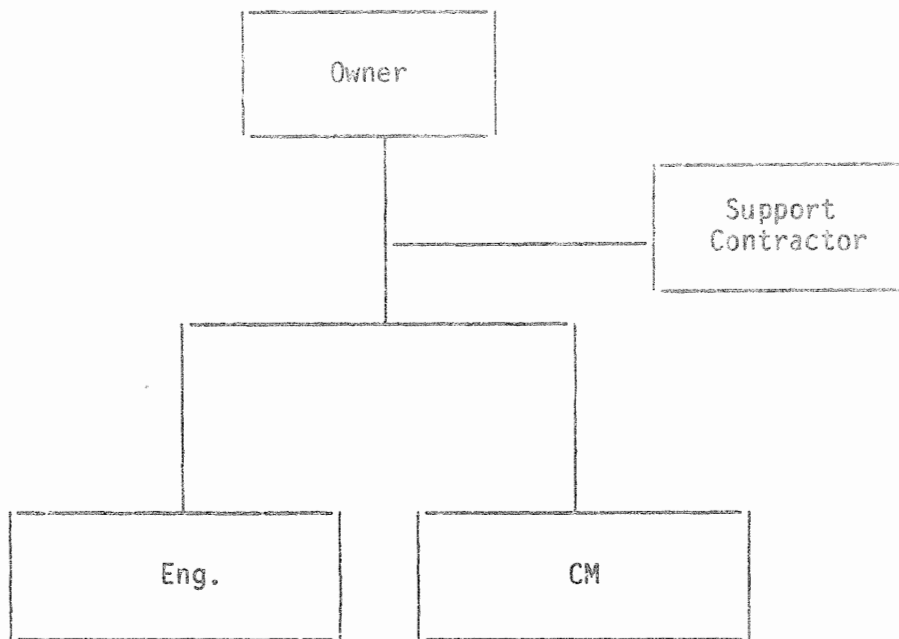 Owner
Support
Contractor
Eng.
CM